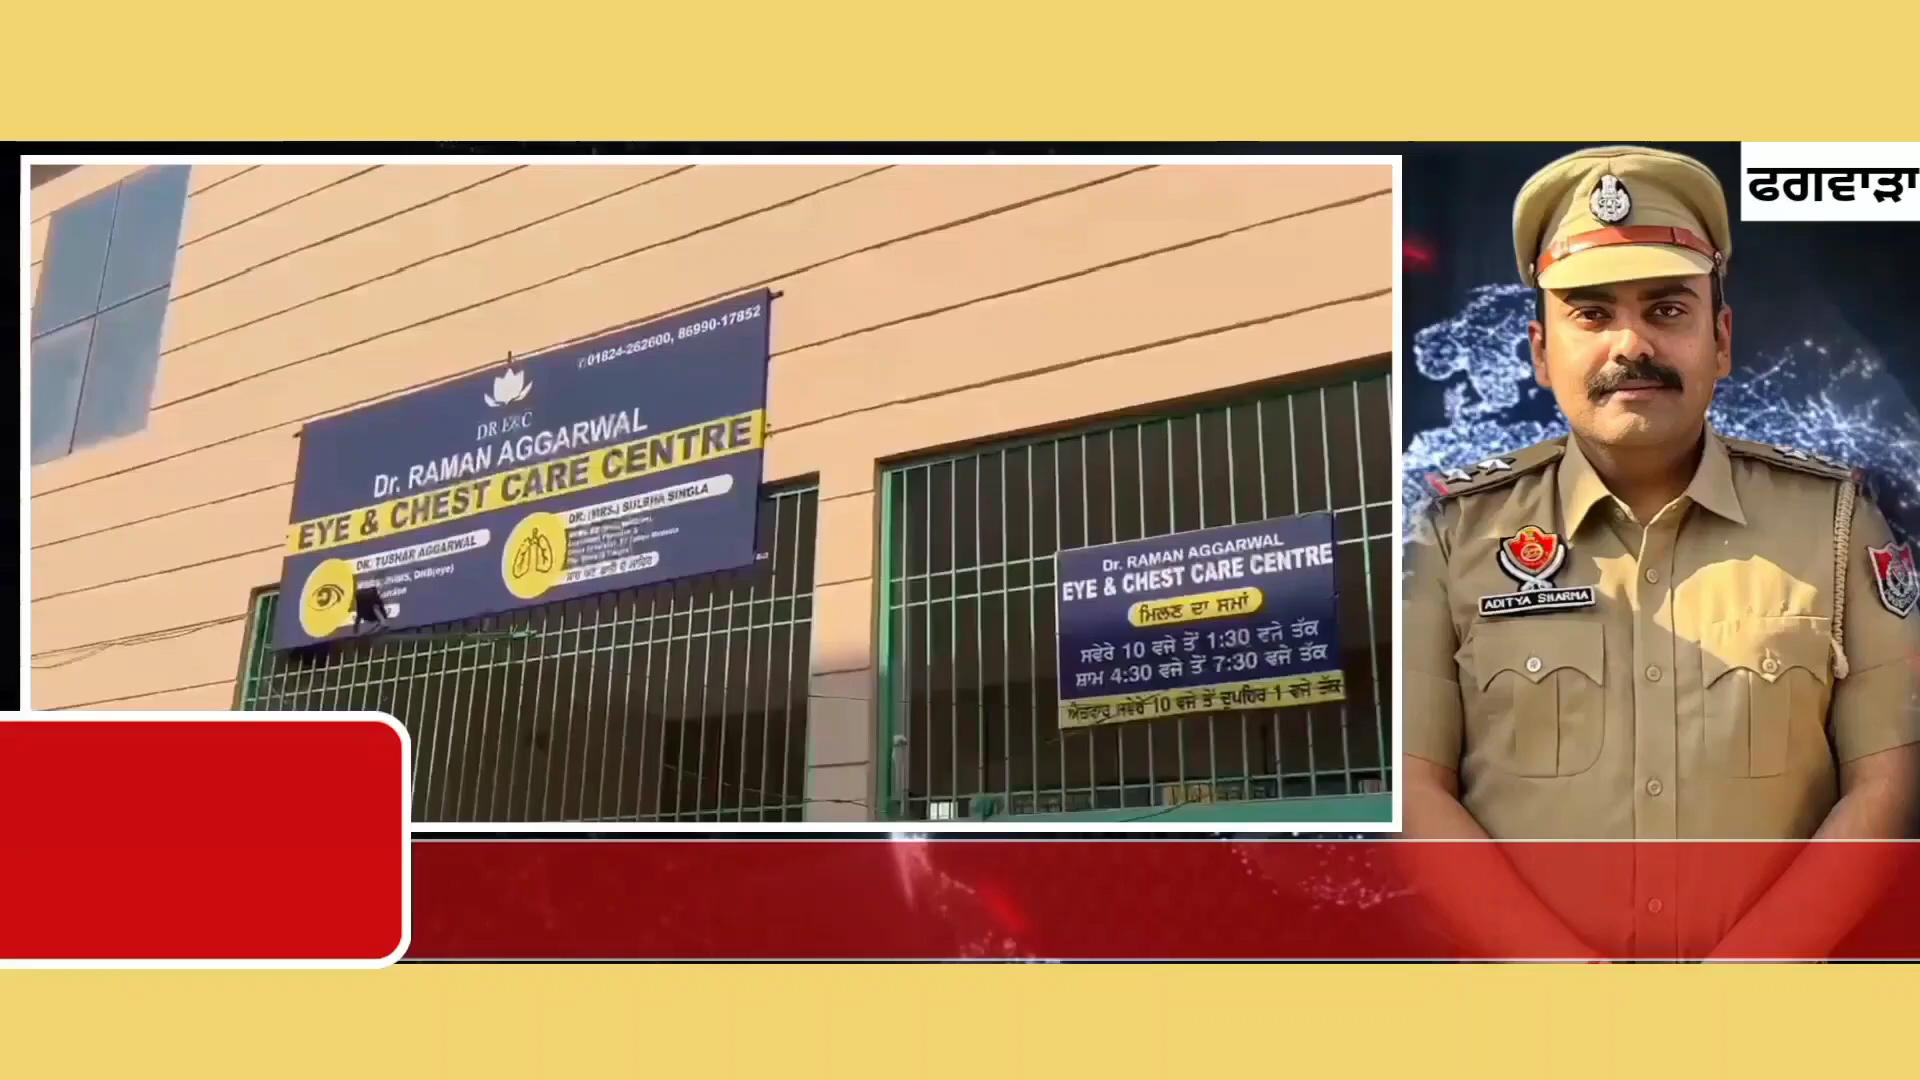 ਫਗਵਾੜਾ
✆01824-262600, 86990-17852
DR E&C
Dr. RAMAN AGGARWAL
EYE & CHEST CARE CENTRE
DR. TUSHAR AGGARWAL
DR. (MRS.) SULBHA SINGLA
Dr. RAMAN AGGARWAL
EYE & CHEST CARE CENTRE
ਮਿਲਣ ਦਾ ਸਮਾਂ
ਸਵੇਰੇ 10 ਵਜੇ ਤੋਂ 1:30 ਵਜੇ ਤੱਕ
ਸ਼ਾਮ 4:30 ਵਜੇ ਤੋਂ 7:30 ਵਜੇ ਤੱਕ
ਐਤਵਾਰ ਸਵੇਰੇ 10 ਵਜੇ ਤੋਂ ਦੁਪਹਿਰ 1 ਵਜੇ ਤੱਕ
ADITYA SHARMA